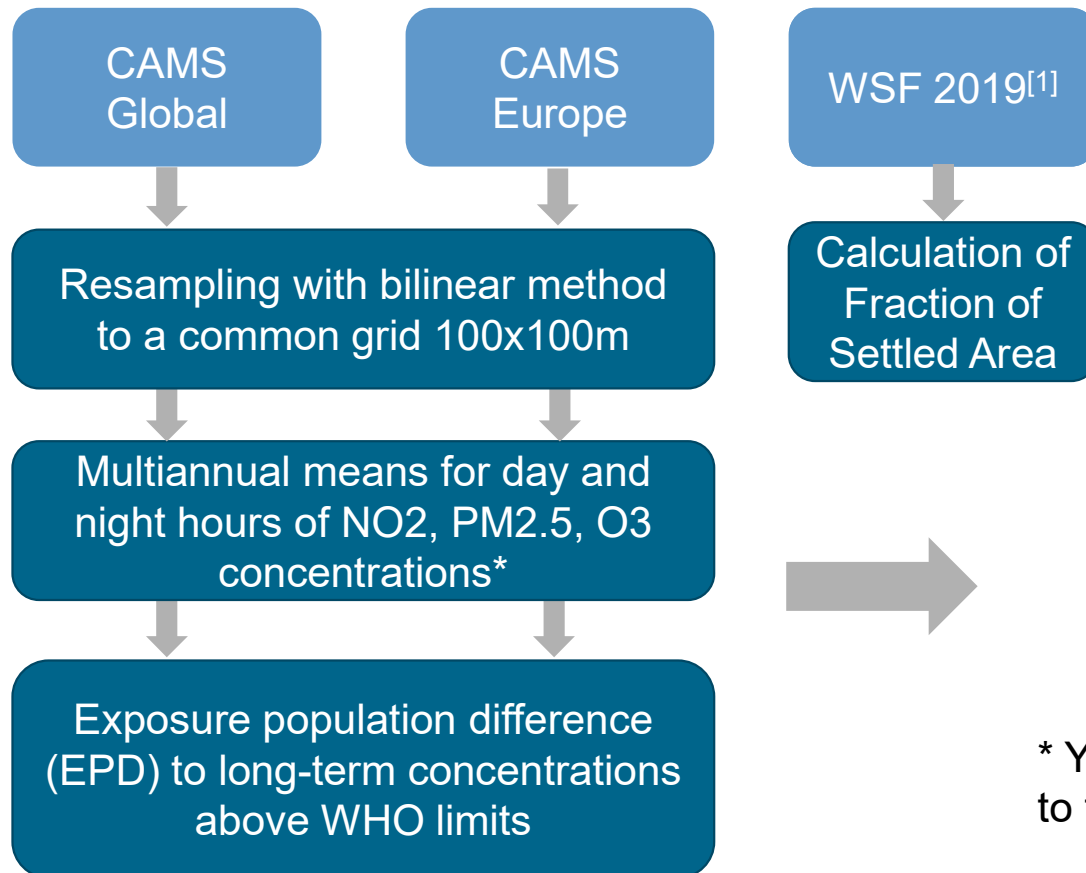 CAMS
Global
CAMS
Europe
WSF 2019[1]
Resampling with bilinear method
to a common grid 100x100m
Calculation of
Fraction of
Settled Area
Multiannual means for day and
night hours of NO2, PM2.5, O3
concentrations*
Exposure population difference
(EPD) to long-term concentrations
above WHO limits
* Y
to